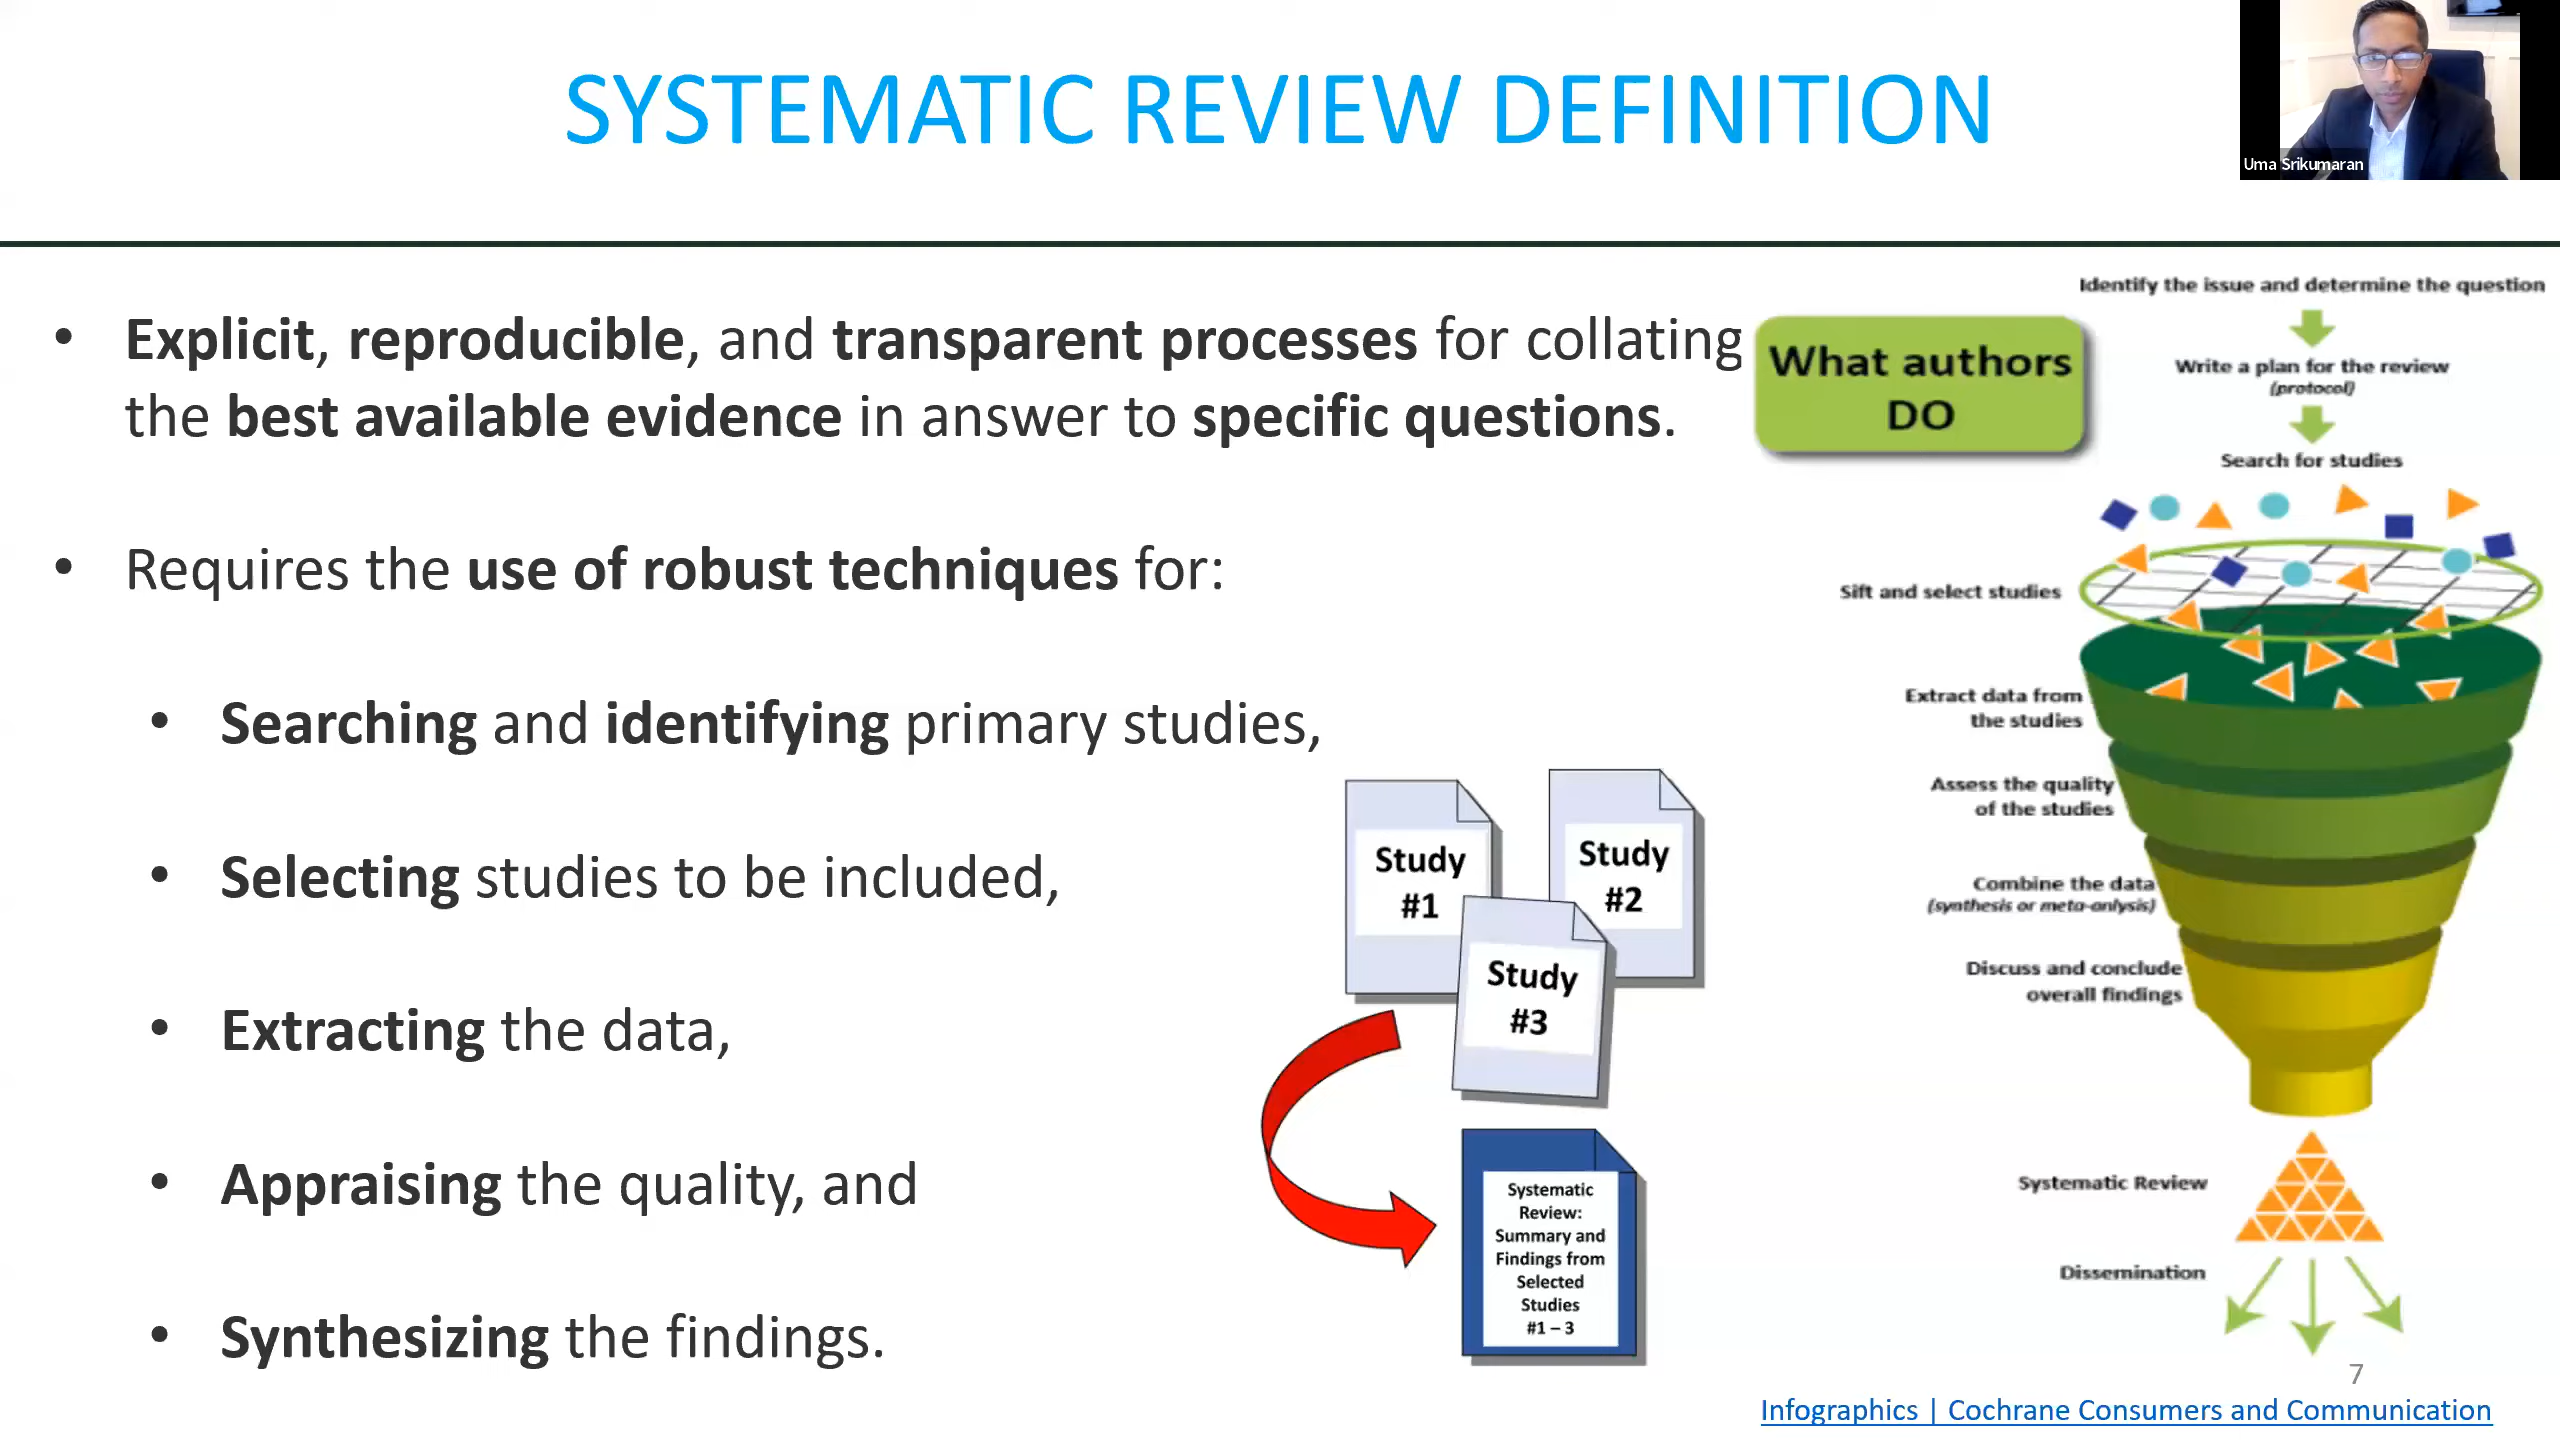 SYSTEMATIC REVIEW DEFINITION
Uma Srikumaran
• Explicit, reproducible, and transparent processes for collating
the best available evidence in answer to specific questions.
• Requires the use of robust techniques for:
• Searching and identifying primary studies,
• Selecting studies to be included,
• Extracting the data,
• Appraising the quality, and
• Synthesizing the findings.
Study
#1
Study
#2
Study
#3
Systematic
Review:
Summary and
Findings from
Selected
Studies
#1 – 3
What authors
DO
Identify the issue and determine the question
Write a plan for the review
(protocol)
Search for studies
Sift and select studies
Extract data from
the studies
Assess the quality
of the studies
Combine the data
(synthesis or meta-anlysis)
Discuss and conclude
overall findings
Systematic Review
Dissemination
7
Infographics | Cochrane Consumers and Communication